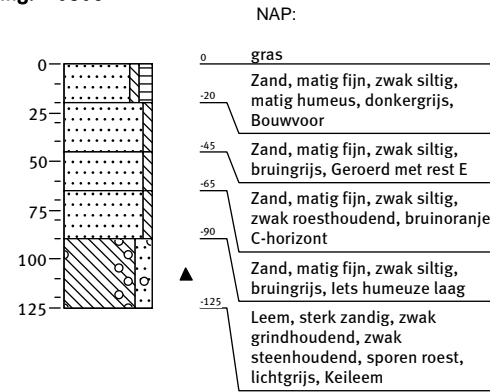 NAP:
0
25
50
75
100
125
0
gras
-20
Zand, matig fijn, zwak siltig,
matig humeus, donkergrijs,
Bouwvoor
-45
Zand, matig fijn, zwak siltig,
bruingrijs, Geroerd met rest E
-65
Zand, matig fijn, zwak siltig,
zwak roesthoudend, bruinoranje
C-horizont
-90
Zand, matig fijn, zwak siltig,
bruingrijs, Iets humeuze laag
-125
Leem, sterk zandig, zwak
grindhoudend, zwak
steenhoudend, sporen roest,
lichtgrijs, Keileem